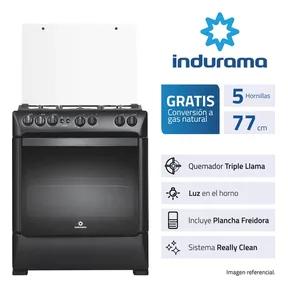 indurama
GRATIS
Conversión
a gas natural
5 Hornillas
77 cm
Quemador Triple Llama
Luz en el horno
Incluye Plancha Freidora
Sistema Really Clean
indurama
Imagen referencial